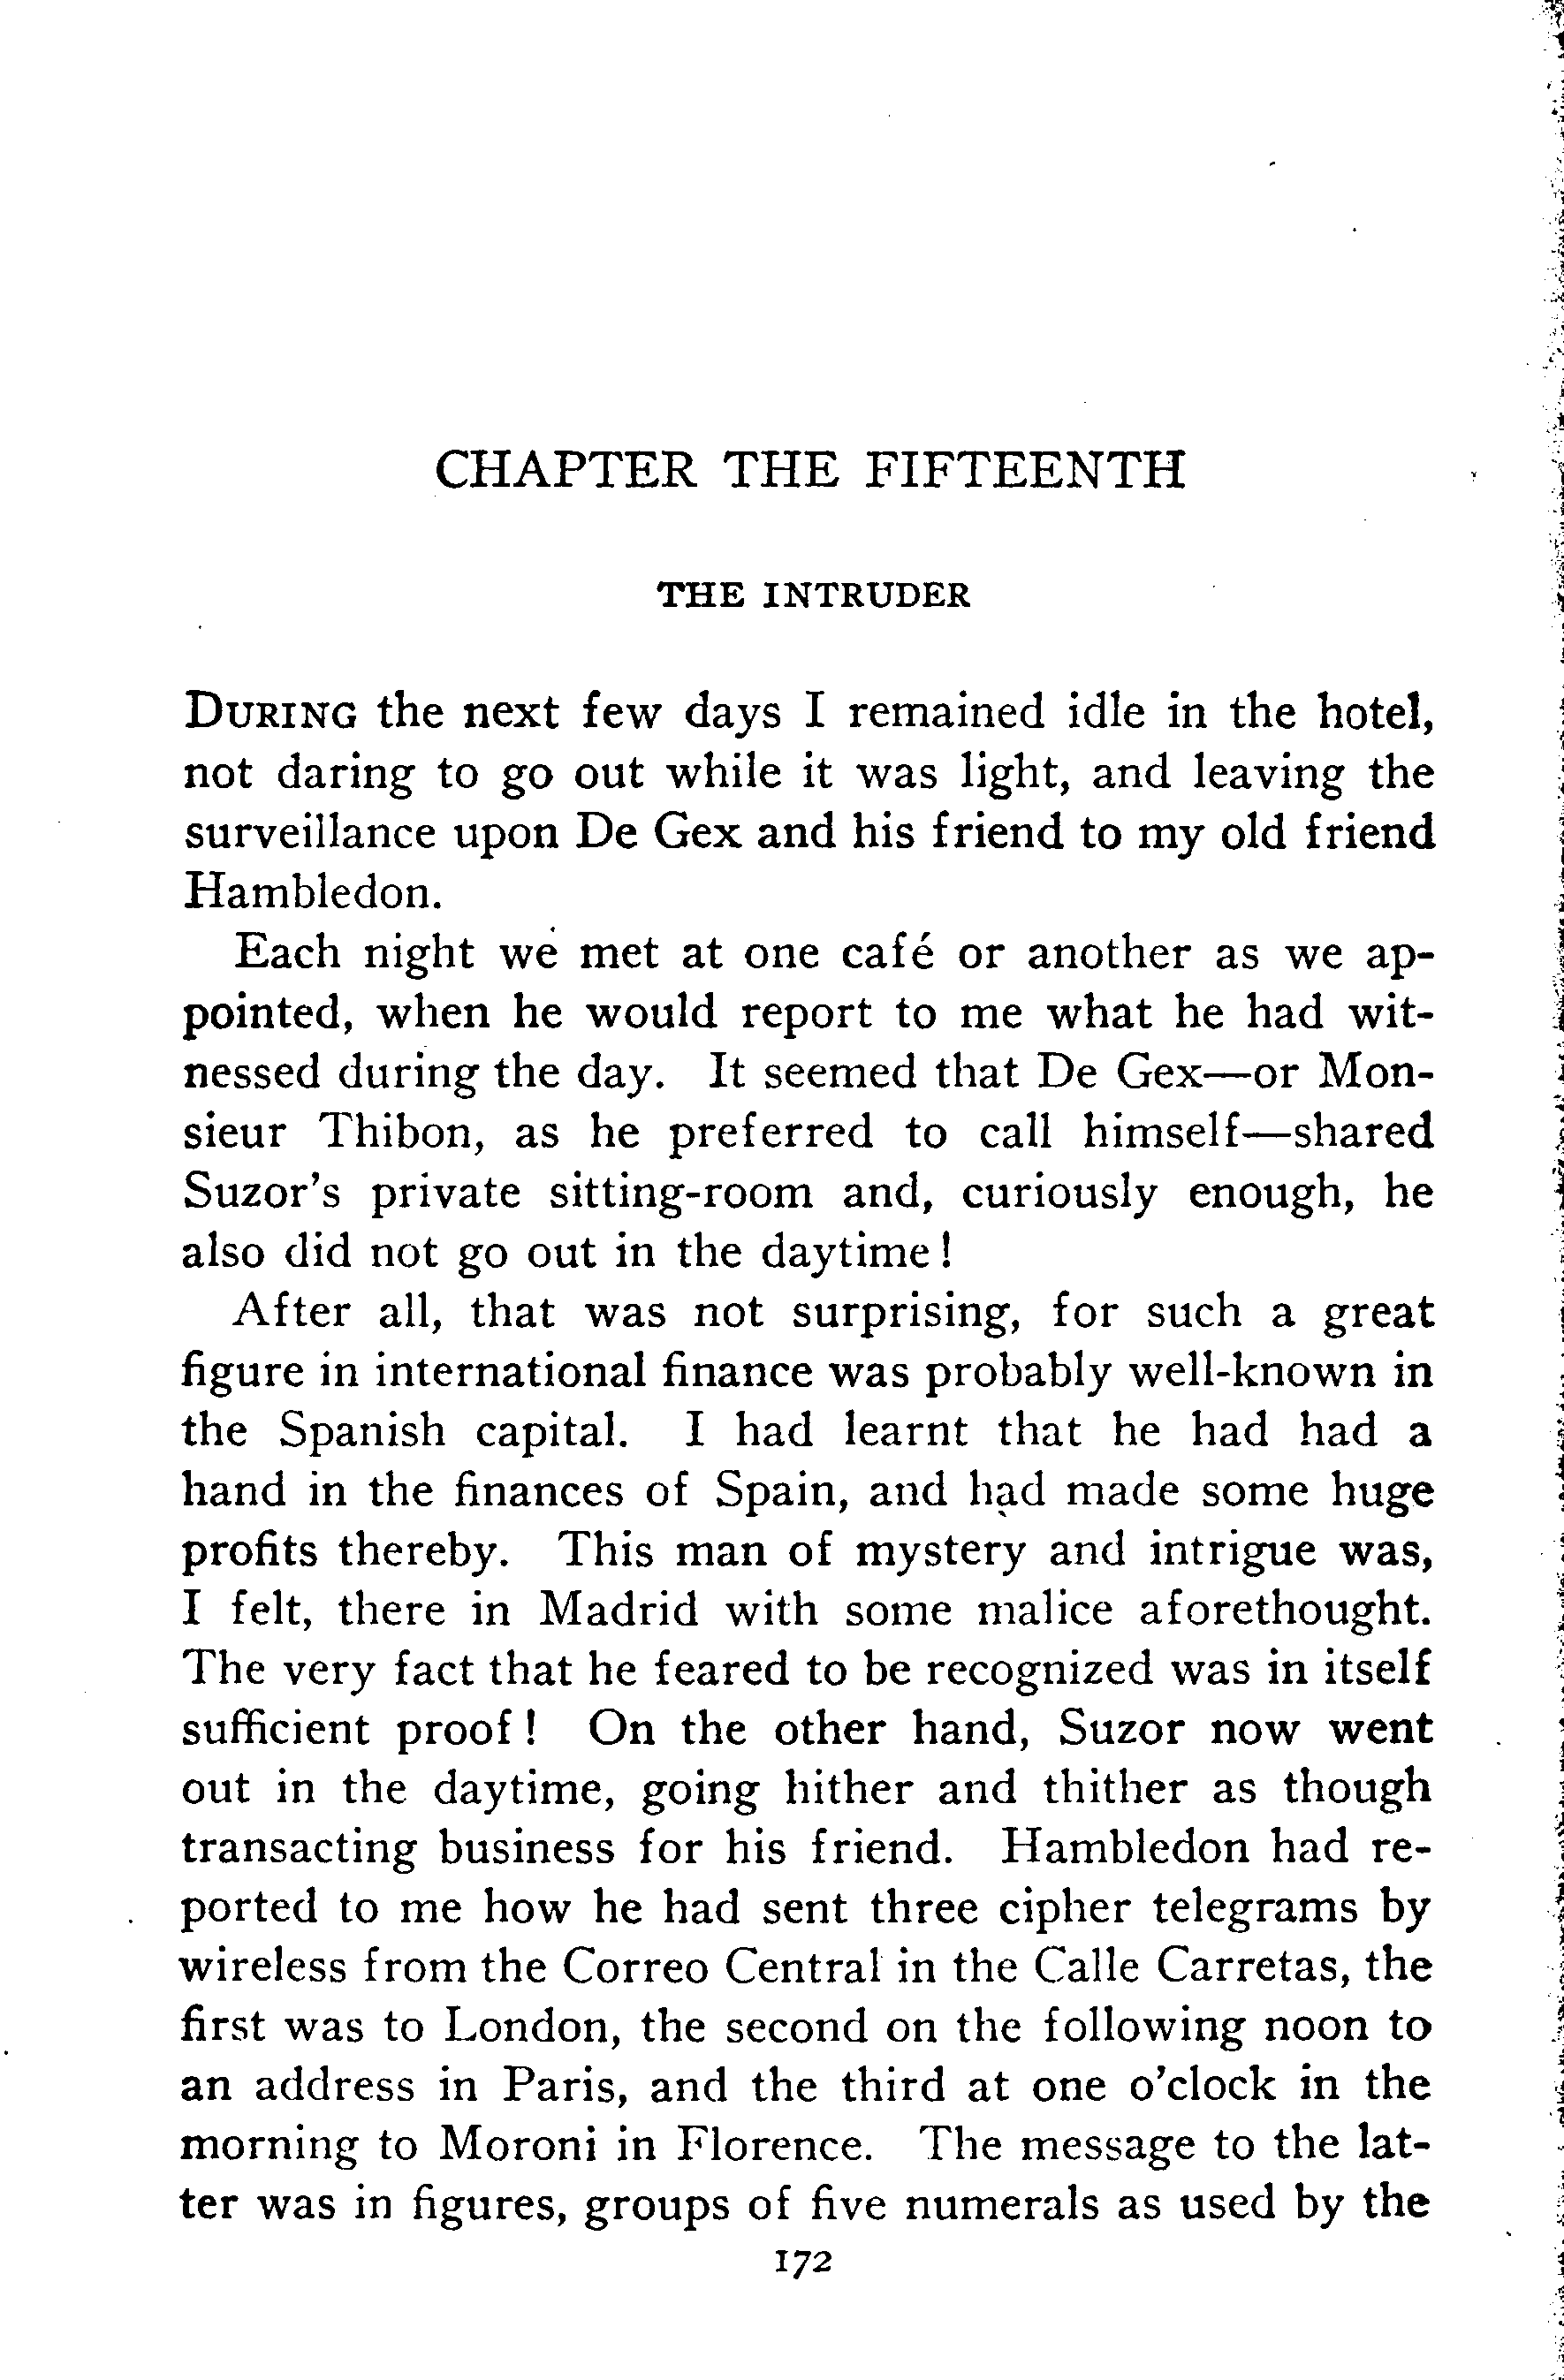 CHAPTER THE FIFTEENTH
THE INTRUDER
DURING the next few days I remained idle in the hotel,
not daring to go out while it was light, and leaving the
surveillance upon De Gex and his friend to my old friend
Hambledon.
Each night we met at one café or another as we ap-
pointed, when he would report to me what he had wit-
nessed during the day. It seemed that De Gex—or Mon-
sieur Thibon, as he preferred to call himself—shared
Suzor's private sitting-room and, curiously enough, he
also did not go out in the daytime!
After all, that was not surprising, for such a great
figure in international finance was probably well-known in
the Spanish capital. I had learnt that he had had a
hand in the finances of Spain, and had made some huge
profits thereby. This man of mystery and intrigue was,
I felt, there in Madrid with some malice aforethought.
The very fact that he feared to be recognized was in itself
sufficient proof! On the other hand, Suzor now went
out in the daytime, going hither and thither as though
transacting business for his friend. Hambledon had re-
ported to me how he had sent three cipher telegrams by
wireless from the Correo Central in the Calle Carretas, the
first was to London, the second on the following noon to
an address in Paris, and the third at one o'clock in the
morning to Moroni in Florence. The message to the lat-
ter was in figures, groups of five numerals as used by the
172